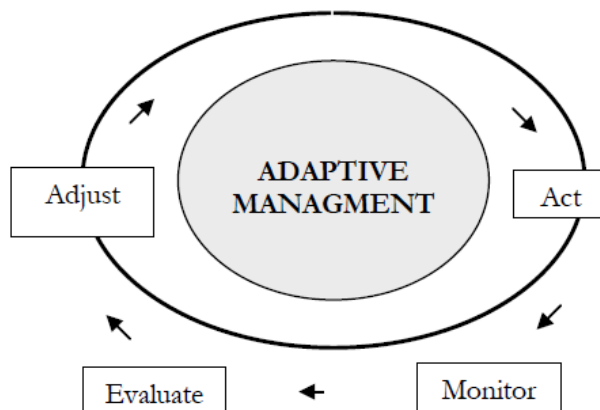 ADAPTIVE
MANAGMENT
Adjust
Act
Evaluate
Monitor